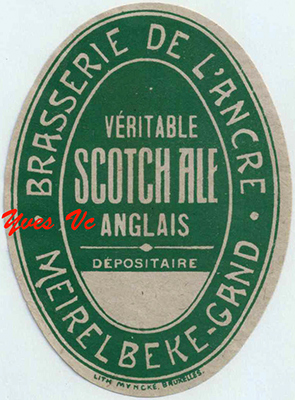 BRASSERIE DE L'ANCRE
VÉRITABLE
SCOTCH ALE
ANGLAIS
DÉPOSITAIRE
MEIRELBEKE-GAND
LITH MYNCKE, BRUXELLES.
Yves Vc